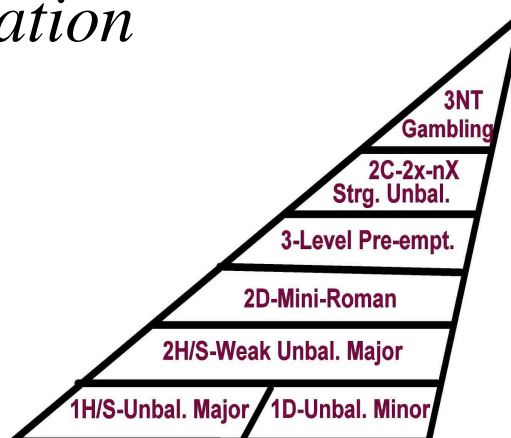 ation
3NT
Gambling
2C-2x-nX
Strg. Unbal.
3-Level Pre-empt.
2D-Mini-Roman
2H/S-Weak Unbal. Major
1H/S-Unbal. Major
1D-Unbal. Minor